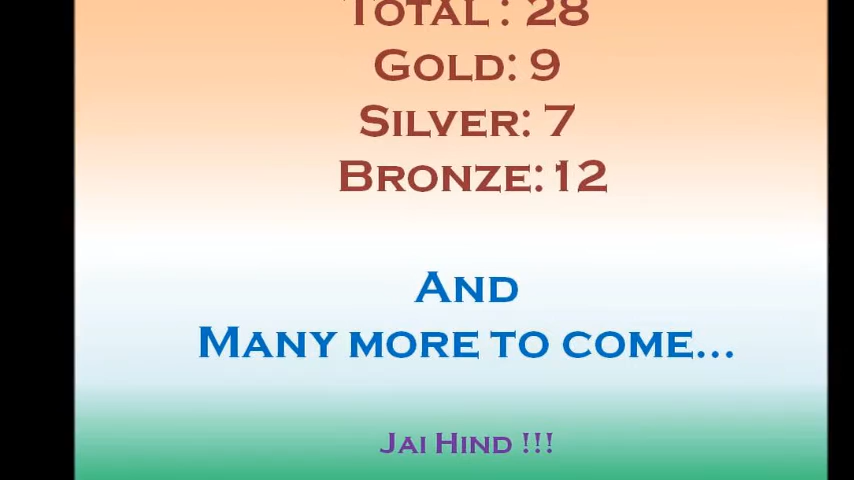 Total : 28
Gold: 9
Silver: 7
Bronze:12
And
Many more to come...
Jai Hind !!!